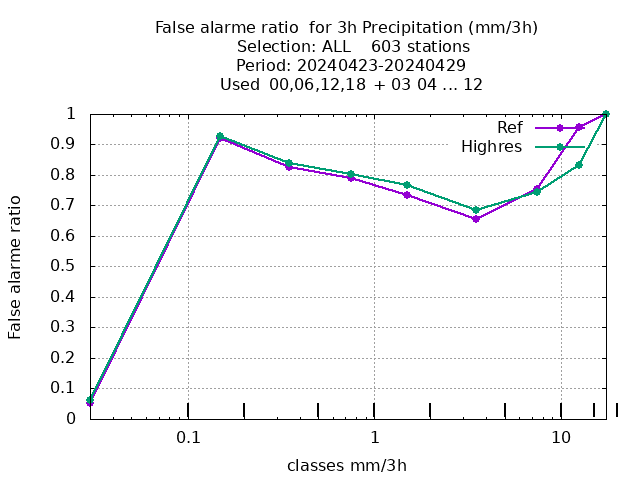 False alarme ratio  for 3h Precipitation (mm/3h)
Selection: ALL    603 stations
Period: 20240423-20240429
Used  00,06,12,18  + 03 04 ... 12
Ref
Highres
1
0.9
0.8
0.7
0.6
0.5
0.4
0.3
0.2
0.1
0
False alarme ratio
0.1 1 10
classes mm/3h